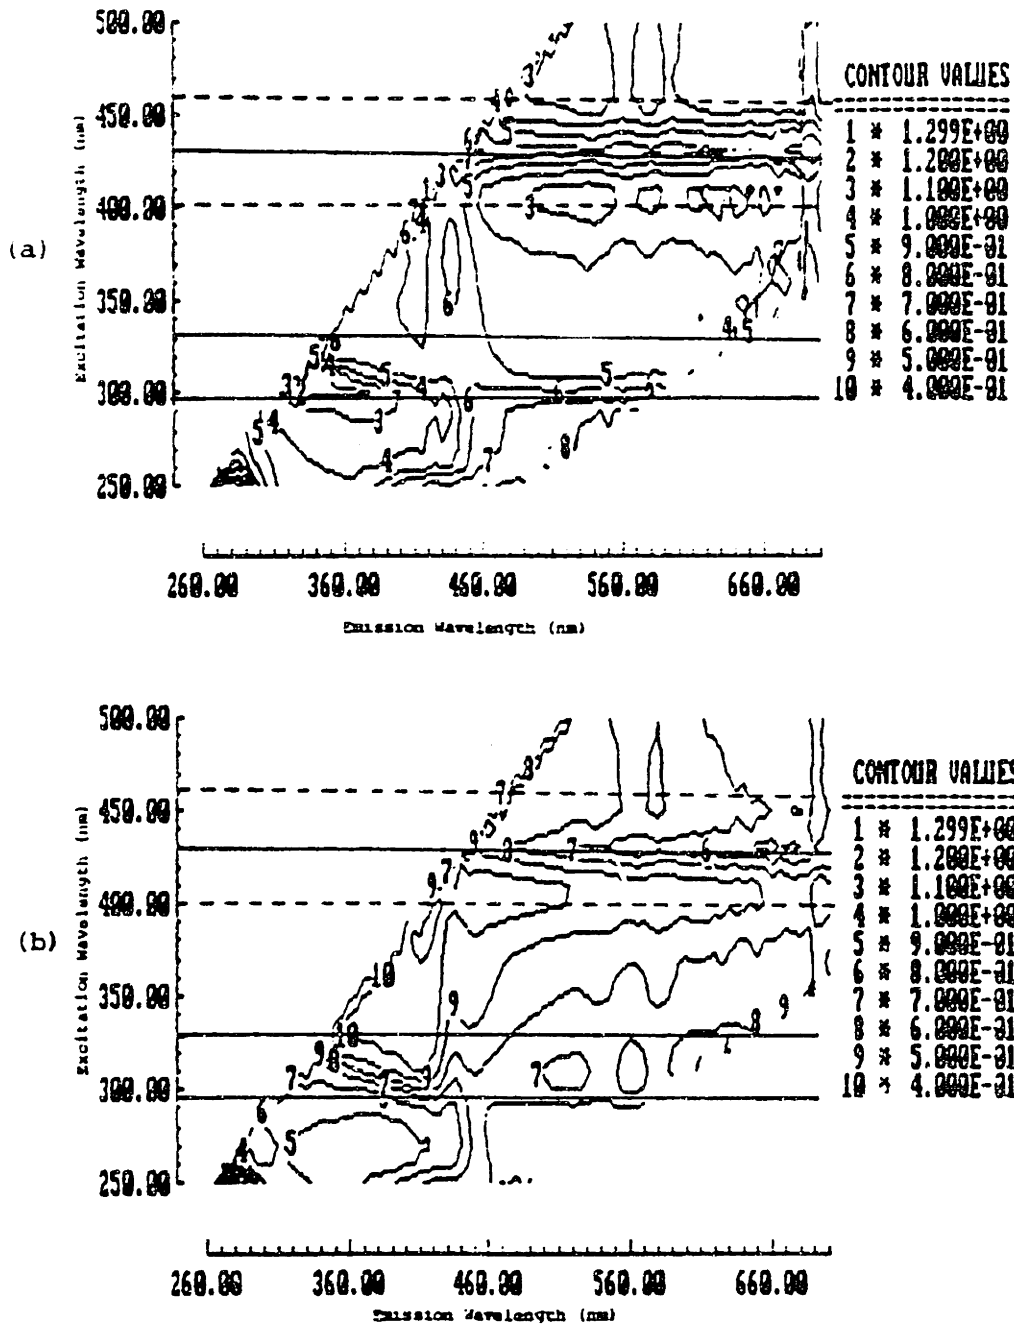 (a)
Excitation Wavelength (nm)
500.00
450.00
400.00
350.00
300.00
250.00
260.00 360.00 460.00 560.00 660.00
Emission Wavelength (nm)
CONTOUR VALUES
1 * 1.299E+00
2 * 1.200E+00
3 * 1.100E+00
4 * 1.000E+00
5 * 9.000E-01
6 * 8.000E-01
7 * 7.000E-01
8 * 6.000E-01
9 * 5.000E-01
10 * 4.000E-01
(b)
Excitation Wavelength (nm)
500.00
450.00
400.00
350.00
300.00
250.00
260.00 360.00 460.00 560.00 660.00
Emission Wavelength (nm)
CONTOUR VALUES
1 * 1.299E+00
2 * 1.200E+00
3 * 1.100E+00
4 * 1.000E+00
5 * 9.000E-01
6 * 8.000E-01
7 * 7.000E-01
8 * 6.000E-01
9 * 5.000E-01
10 * 4.000E-01